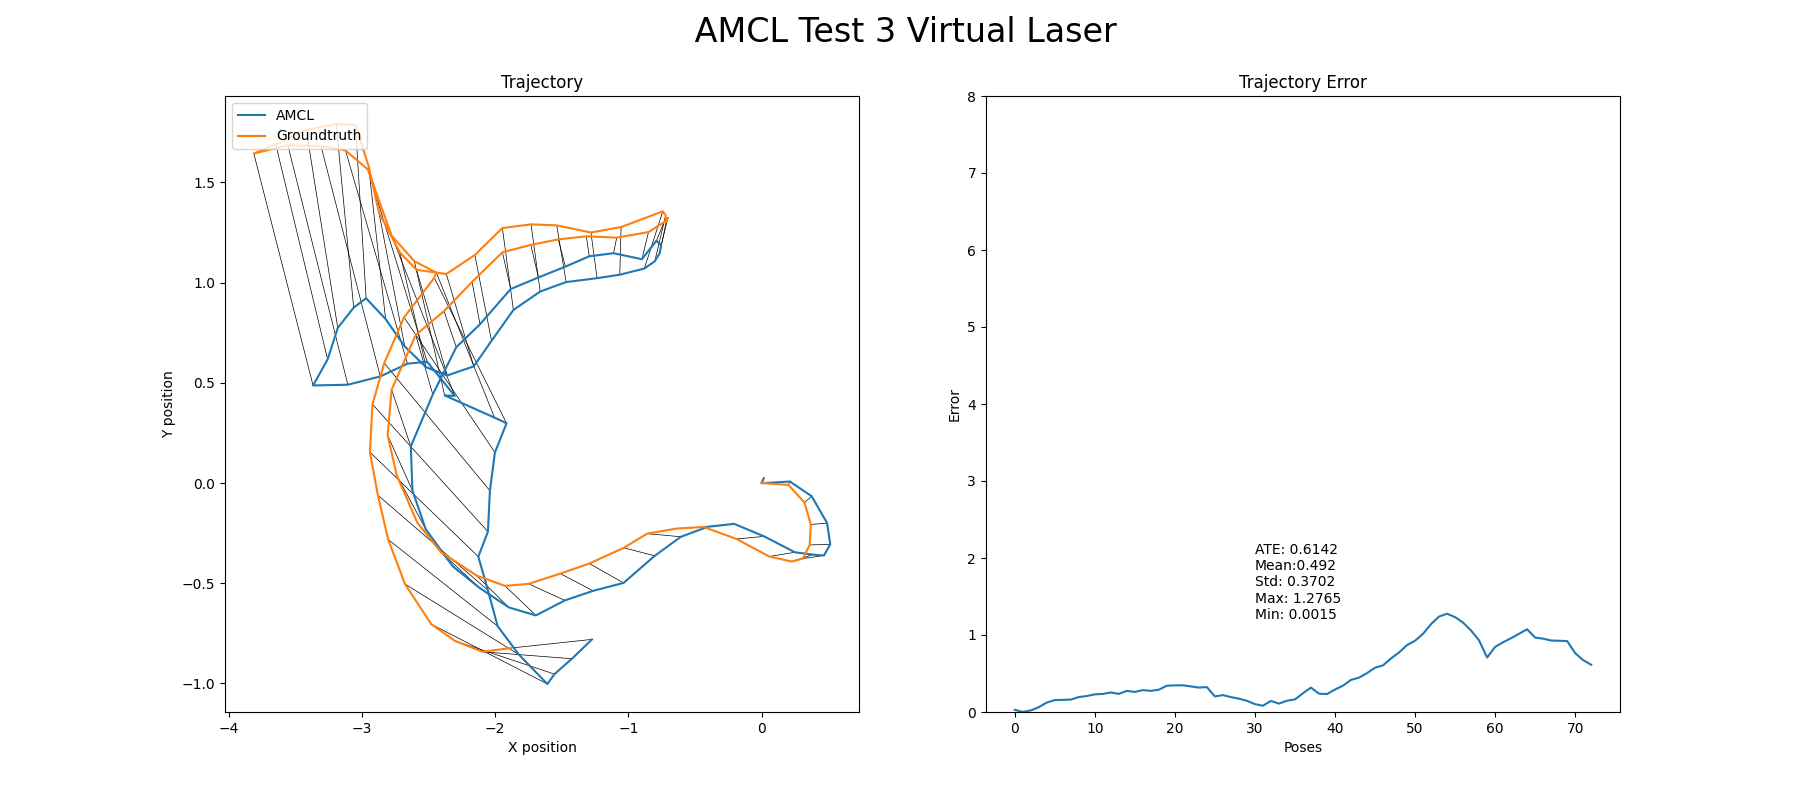 AMCL Test 3 Virtual Laser
Trajectory
AMCL
Groundtruth
1.5
1.0
0.5
0.0
−0.5
−1.0
Y position
−4
−3
−2
−1
0
X position
Trajectory Error
8
7
6
5
4
3
2
1
0
Error
ATE: 0.6142
Mean:0.492
Std: 0.3702
Max: 1.2765
Min: 0.0015
0
10
20
30
40
50
60
70
Poses